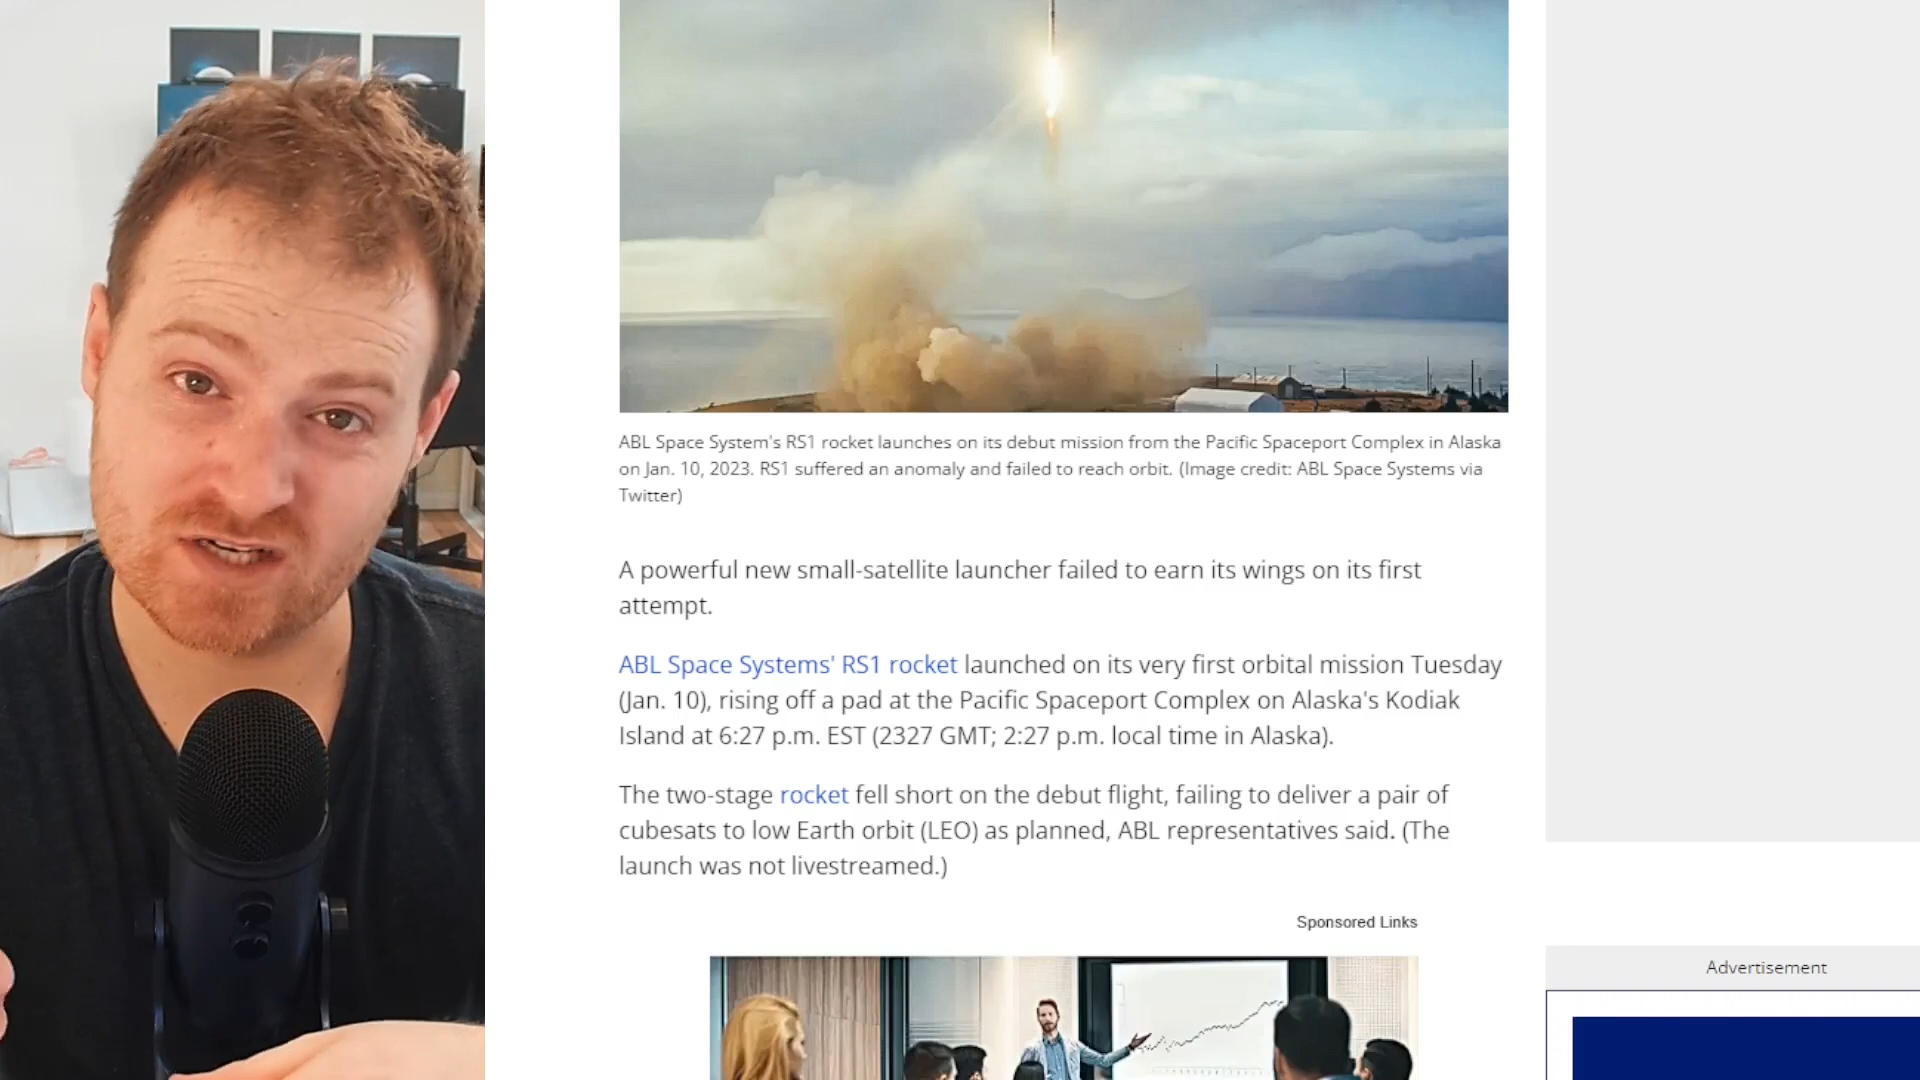 ABL Space System's RS1 rocket launches on its debut mission from the Pacific Spaceport Complex in Alaska
on Jan. 10, 2023. RS1 suffered an anomaly and failed to reach orbit. (Image credit: ABL Space Systems via
Twitter)
A powerful new small-satellite launcher failed to earn its wings on its first
attempt.
ABL Space Systems' RS1 rocket launched on its very first orbital mission Tuesday
(Jan. 10), rising off a pad at the Pacific Spaceport Complex on Alaska's Kodiak
Island at 6:27 p.m. EST (2327 GMT; 2:27 p.m. local time in Alaska).
The two-stage rocket fell short on the debut flight, failing to deliver a pair of
cubesats to low Earth orbit (LEO) as planned, ABL representatives said. (The
launch was not livestreamed.)
Sponsored Links
Advertisement